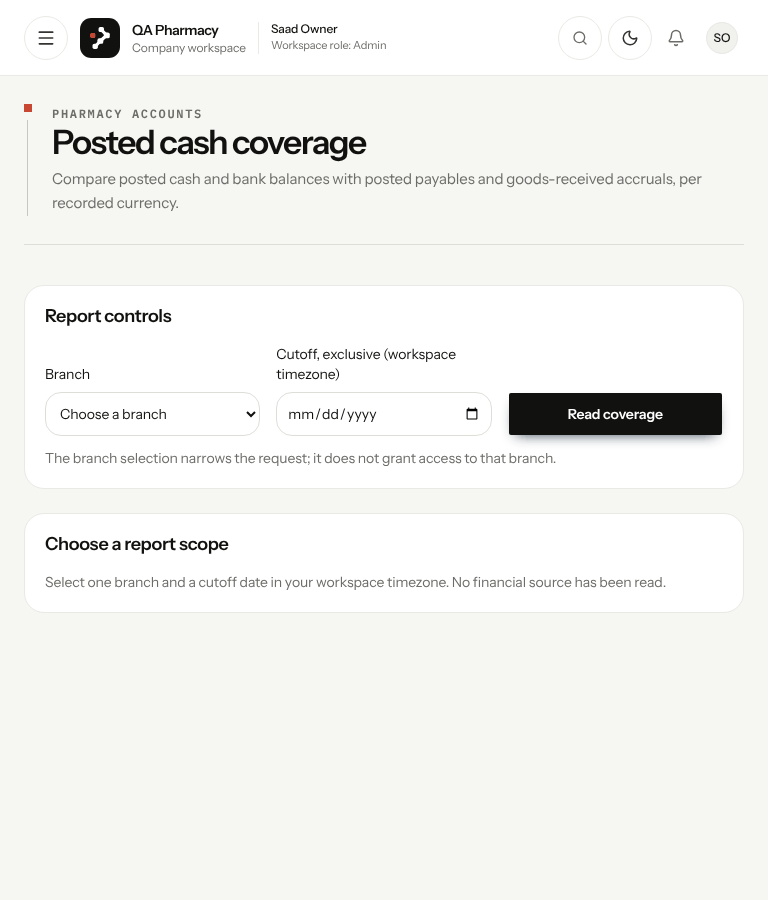 QA Pharmacy
Company workspace
Saad Owner
Workspace role: Admin
SO
PHARMACY ACCOUNTS
Posted cash coverage
Compare posted cash and bank balances with posted payables and goods-received accruals, per
recorded currency.
Report controls
Branch
Cutoff, exclusive (workspace
timezone)
Choose a branch
mm/dd/yyyy
Read coverage
The branch selection narrows the request; it does not grant access to that branch.
Choose a report scope
Select one branch and a cutoff date in your workspace timezone. No financial source has been read.